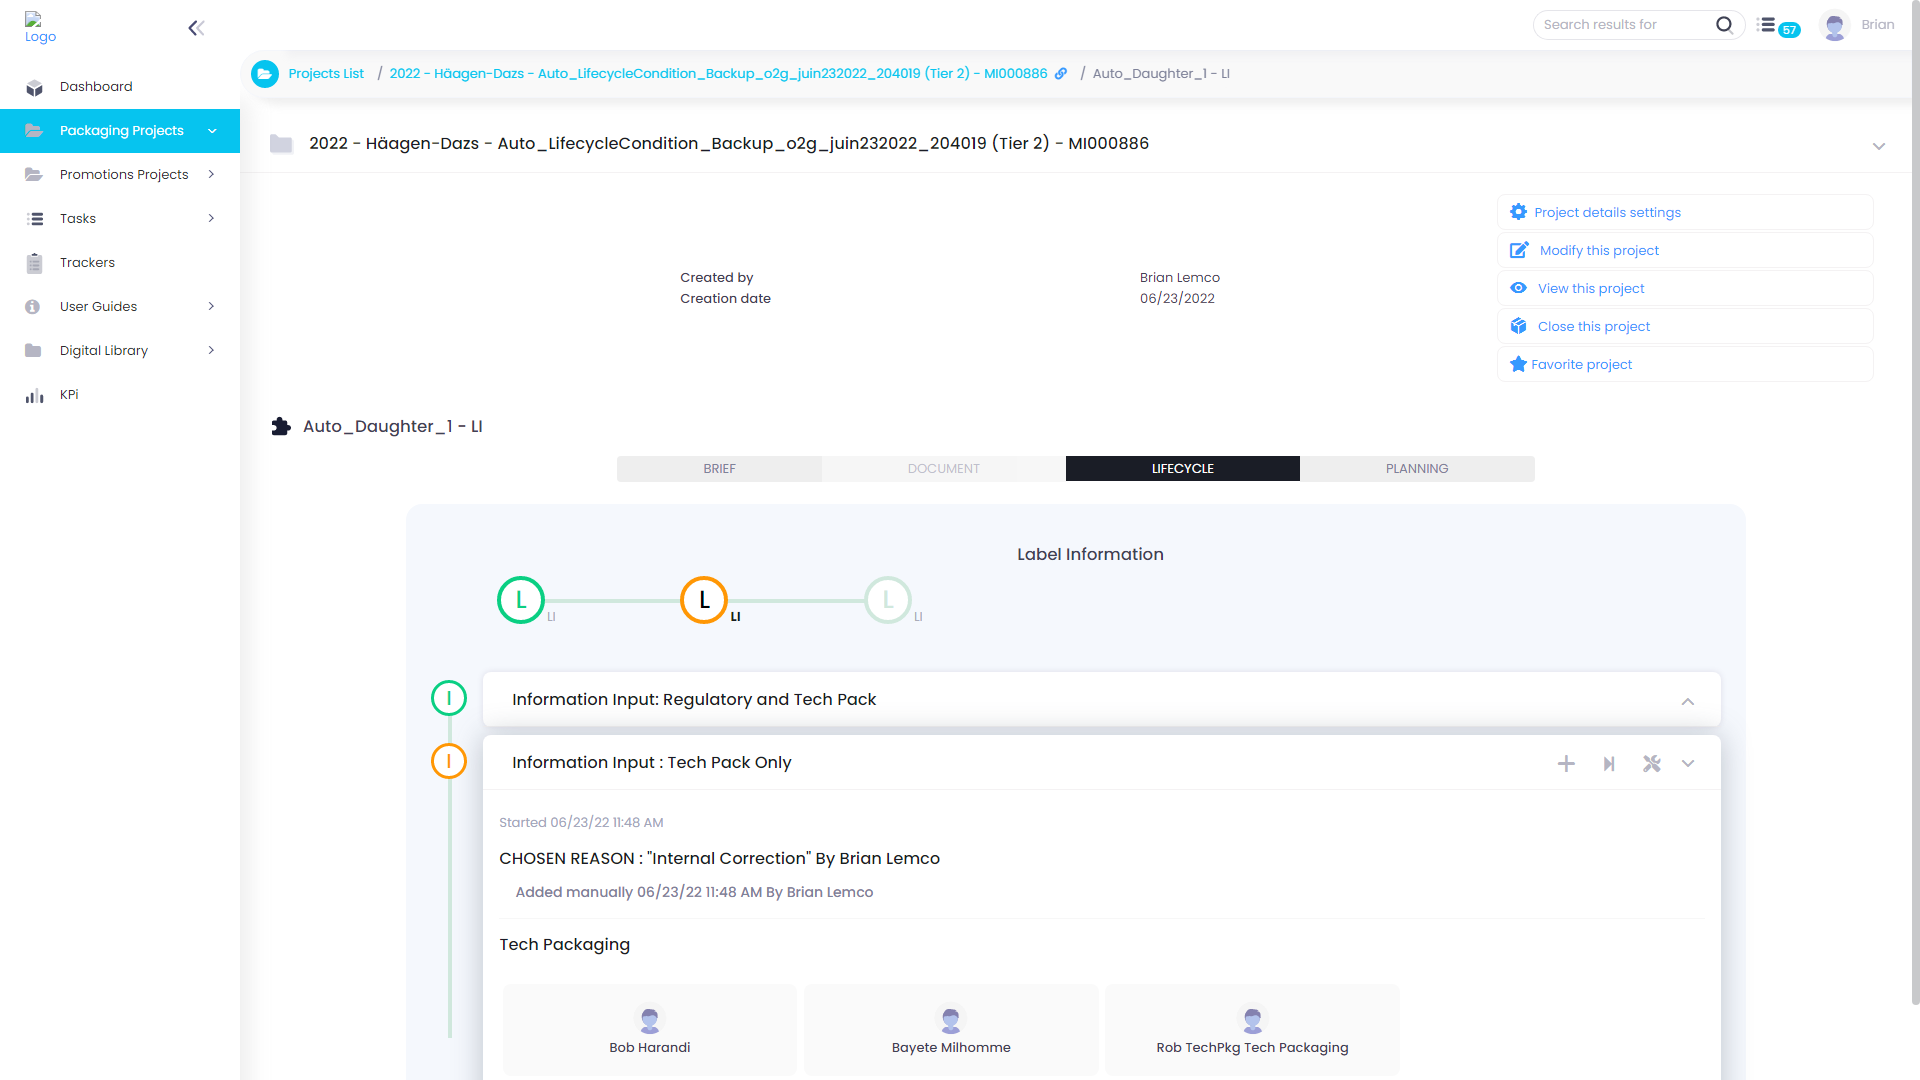 Logo
Search results for
57
Brian
Dashboard
Packaging Projects
Promotions Projects
Tasks
Trackers
User Guides
Digital Library
KPi
Projects List / 2022 - Häagen-Dazs - Auto_LifecycleCondition_Backup_o2g_juin232022_204019 (Tier 2) - MI000886 / Auto_Daughter_1 - LI
2022 - Häagen-Dazs - Auto_LifecycleCondition_Backup_o2g_juin232022_204019 (Tier 2) - MI000886
Created by Brian Lemco
Creation date 06/23/2022
Project details settings
Modify this project
View this project
Close this project
Favorite project
Auto_Daughter_1 - LI
BRIEF DOCUMENT LIFECYCLE PLANNING
Label Information
L LI L LI L LI
I Information Input: Regulatory and Tech Pack
I Information Input : Tech Pack Only
Started 06/23/22 11:48 AM
CHOSEN REASON : "Internal Correction" By Brian Lemco
Added manually 06/23/22 11:48 AM By Brian Lemco
Tech Packaging
Bob Harandi Bayete Milhomme Rob TechPkg Tech Packaging